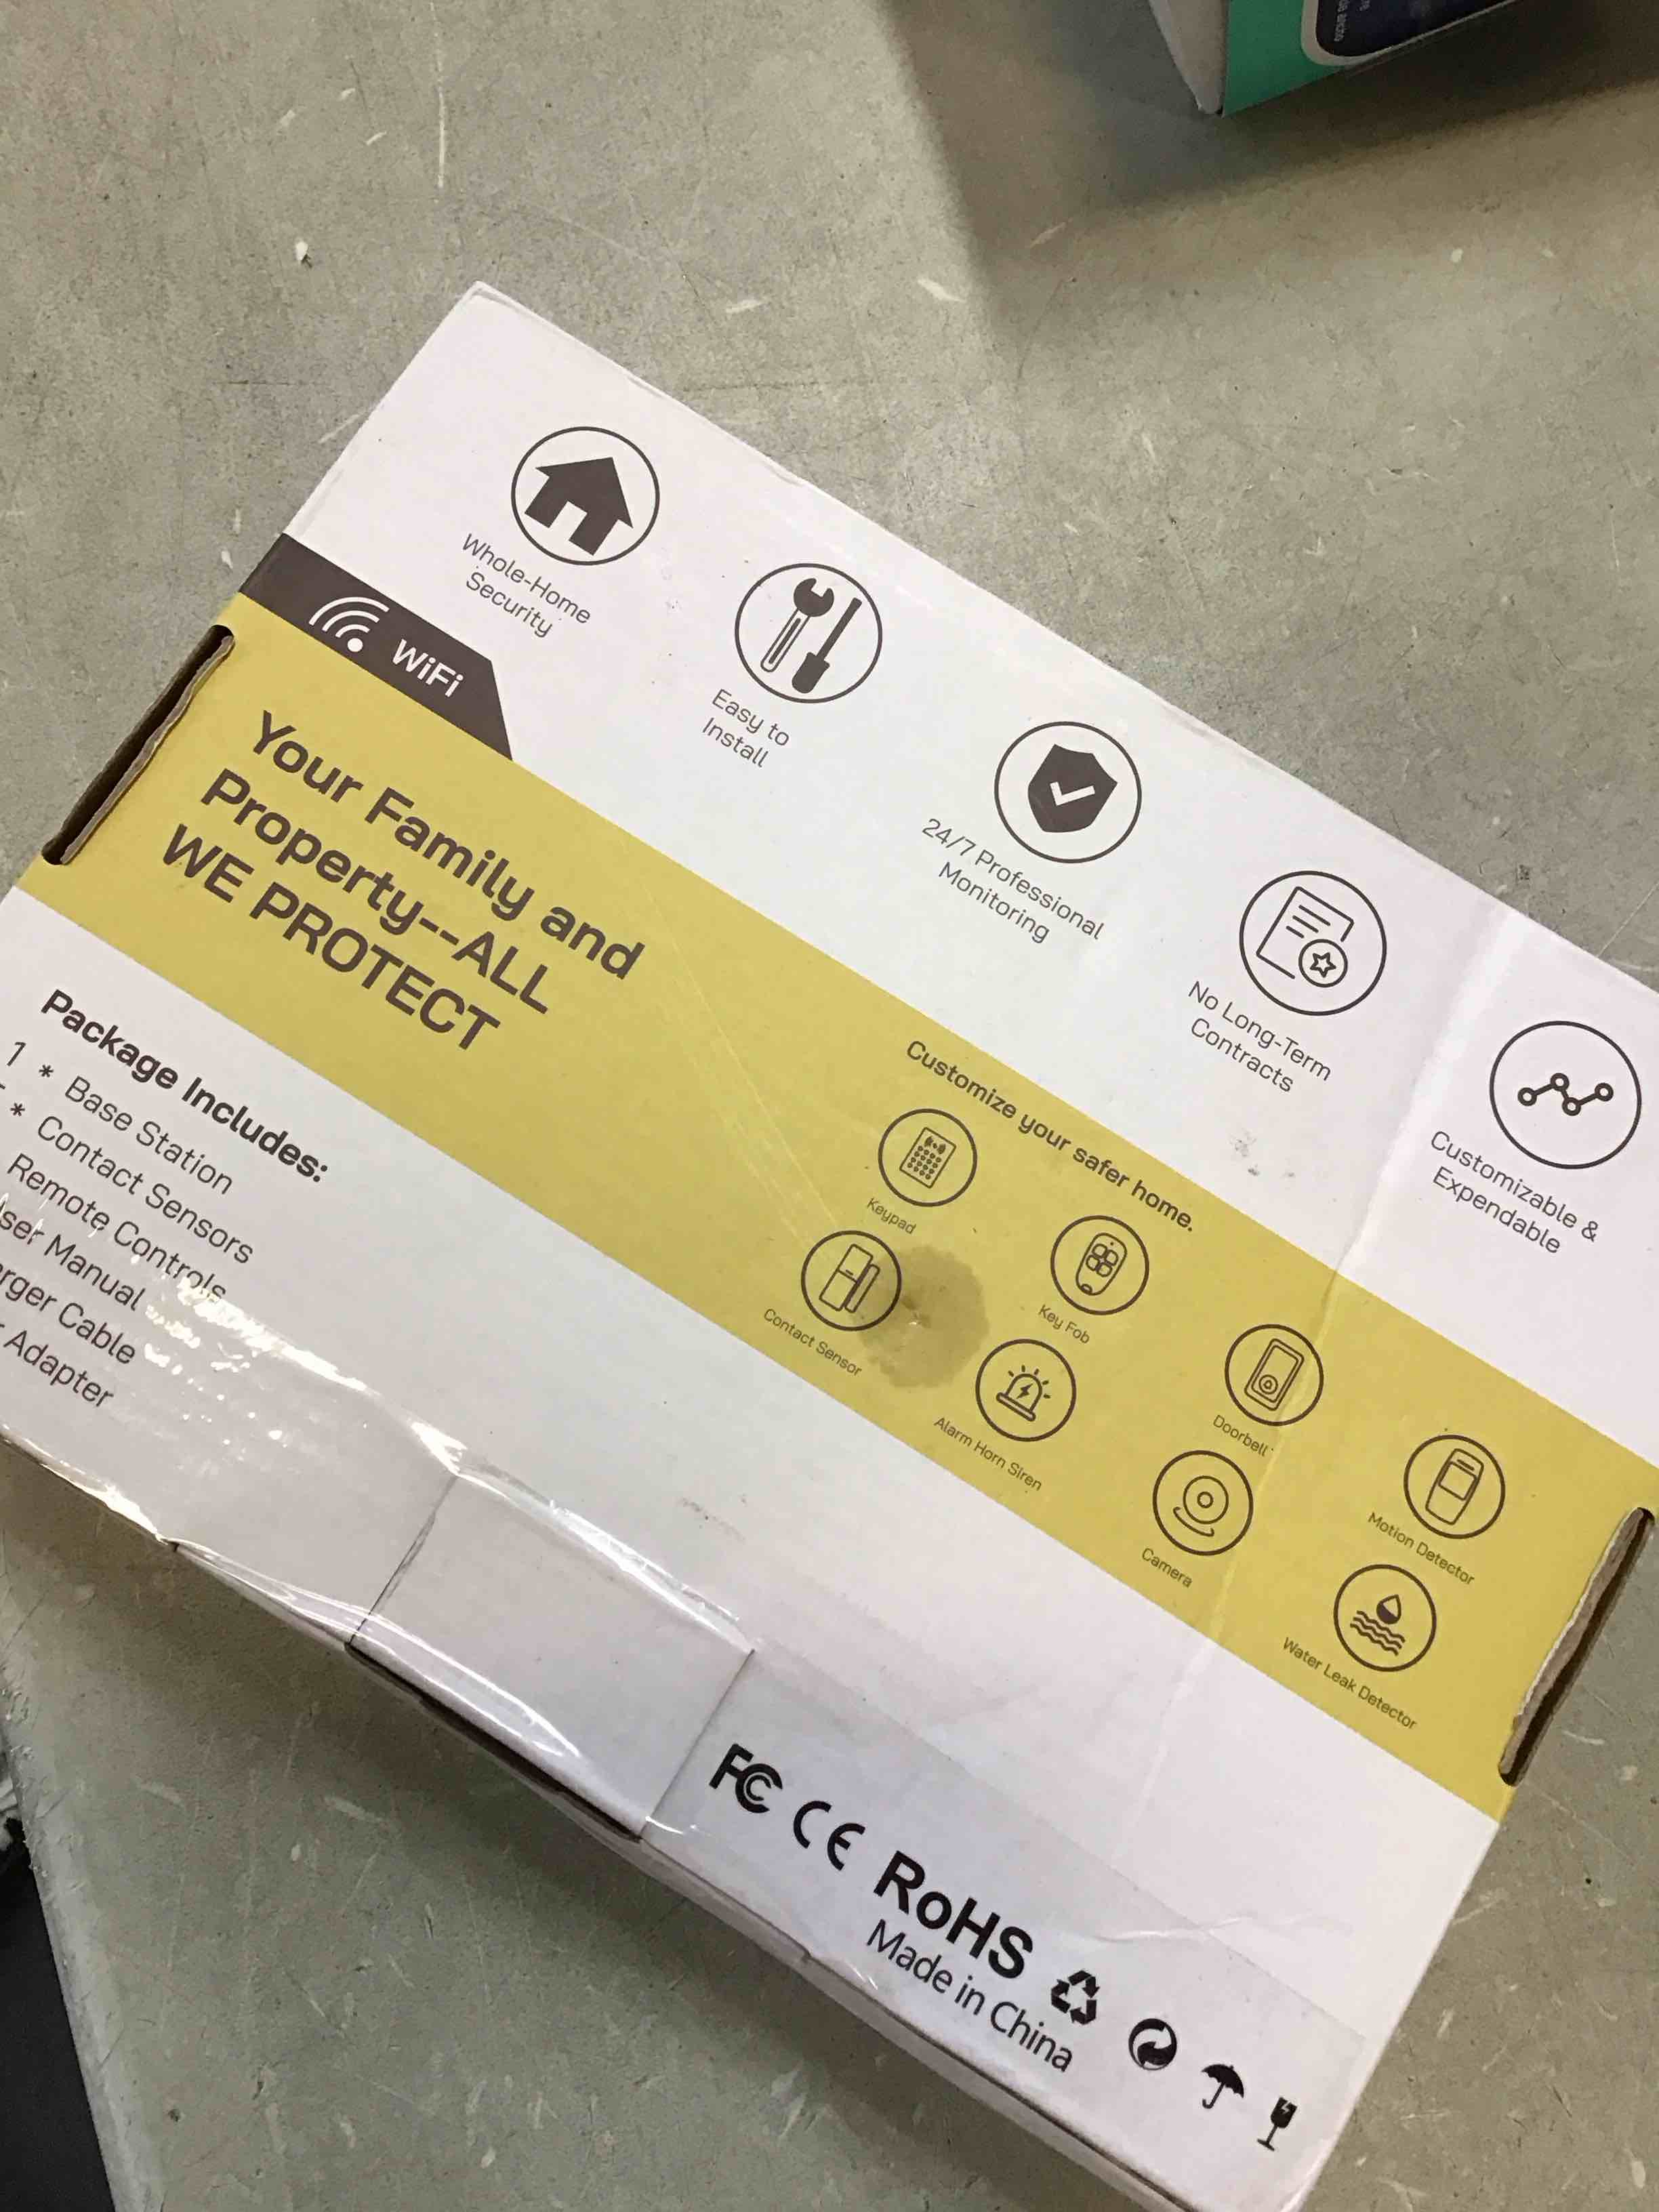 Whole-Home
Security
Easy to
Install
24/7 Professional
Monitoring
No Long-Term
Contracts
Customizable &
Expendable
WiFi
Your Family and
Property--ALL
WE PROTECT
Customize your safer home.
Keypad
Key Fob
Doorbell
Motion Detector
Contact Sensor
Alarm Horn Siren
Camera
Water Leak Detector
Package Includes:
1 * Base Station
* Contact Sensors
Remote Controls
Manual
Cable
Adapter
FC CE RoHS
Made in China